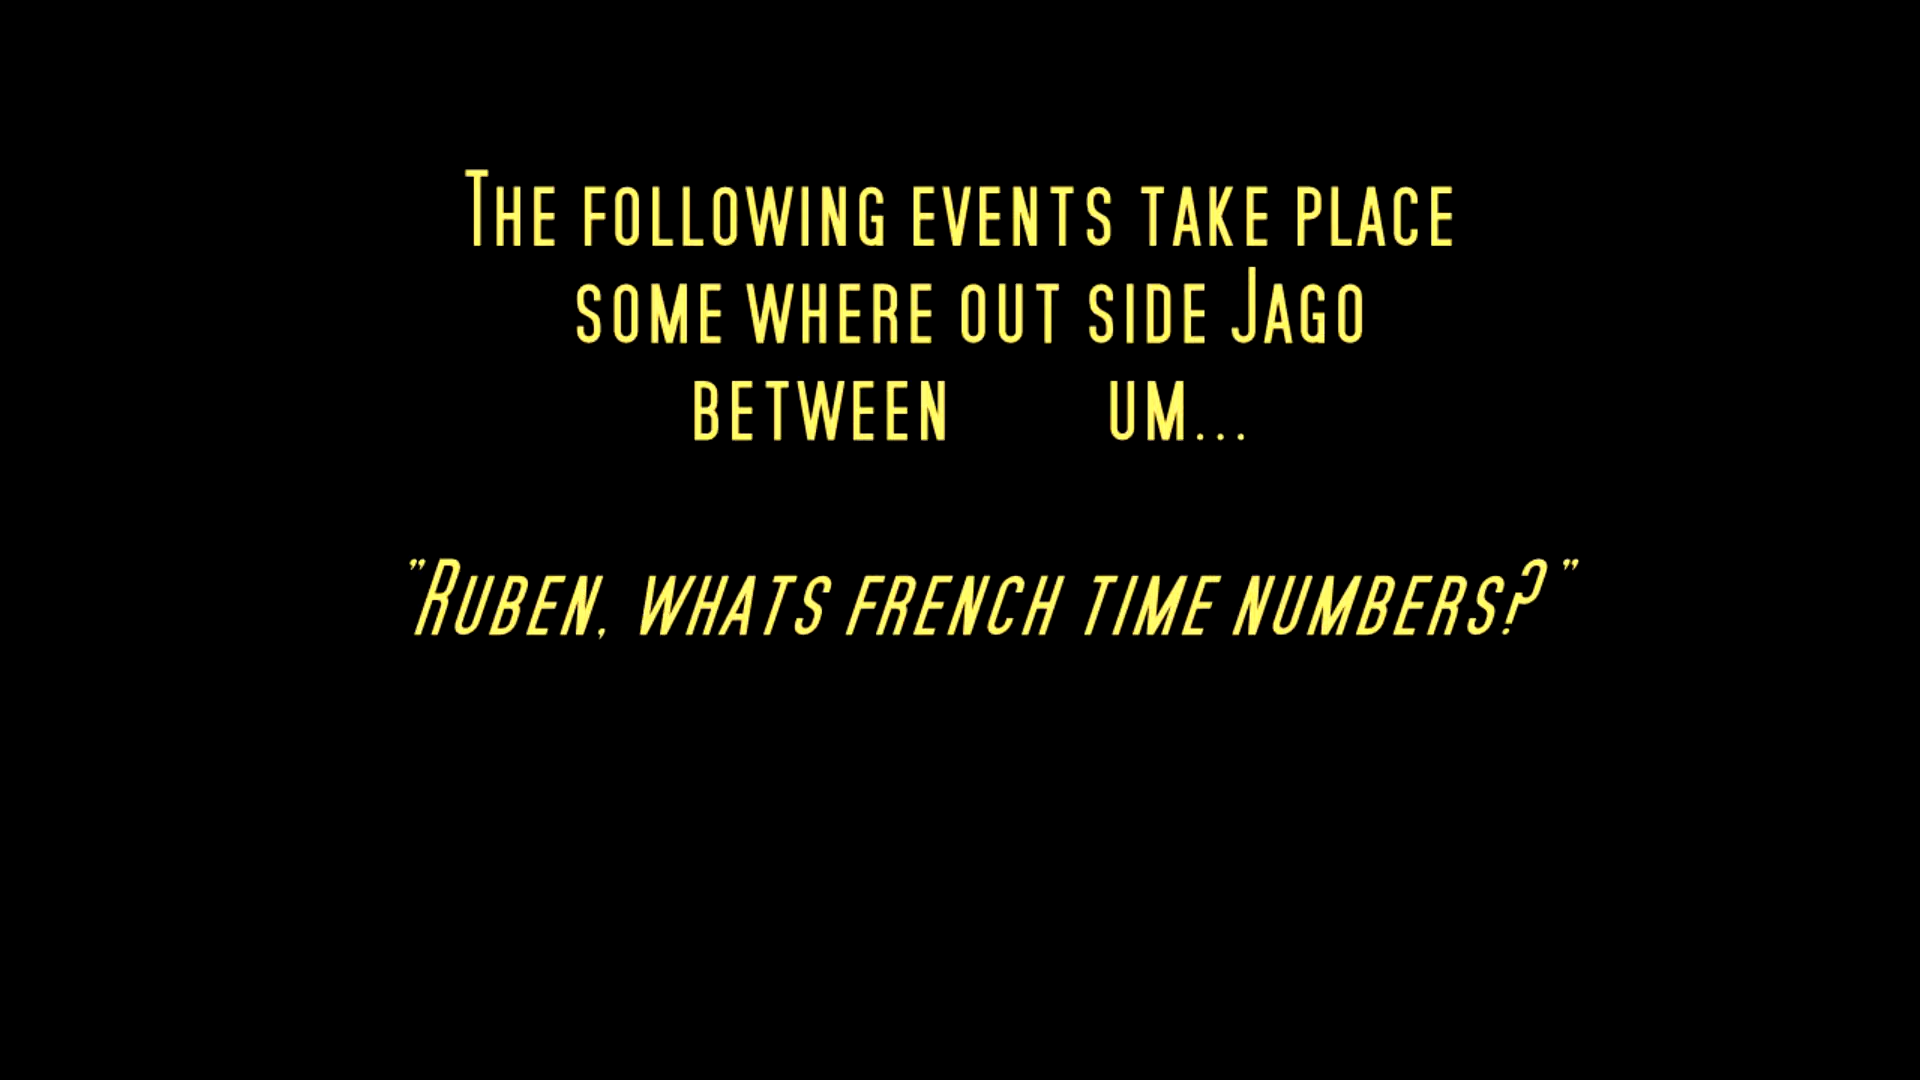 The following events take place
some where out side Jago
between um...
"Ruben, whats french time numbers?"